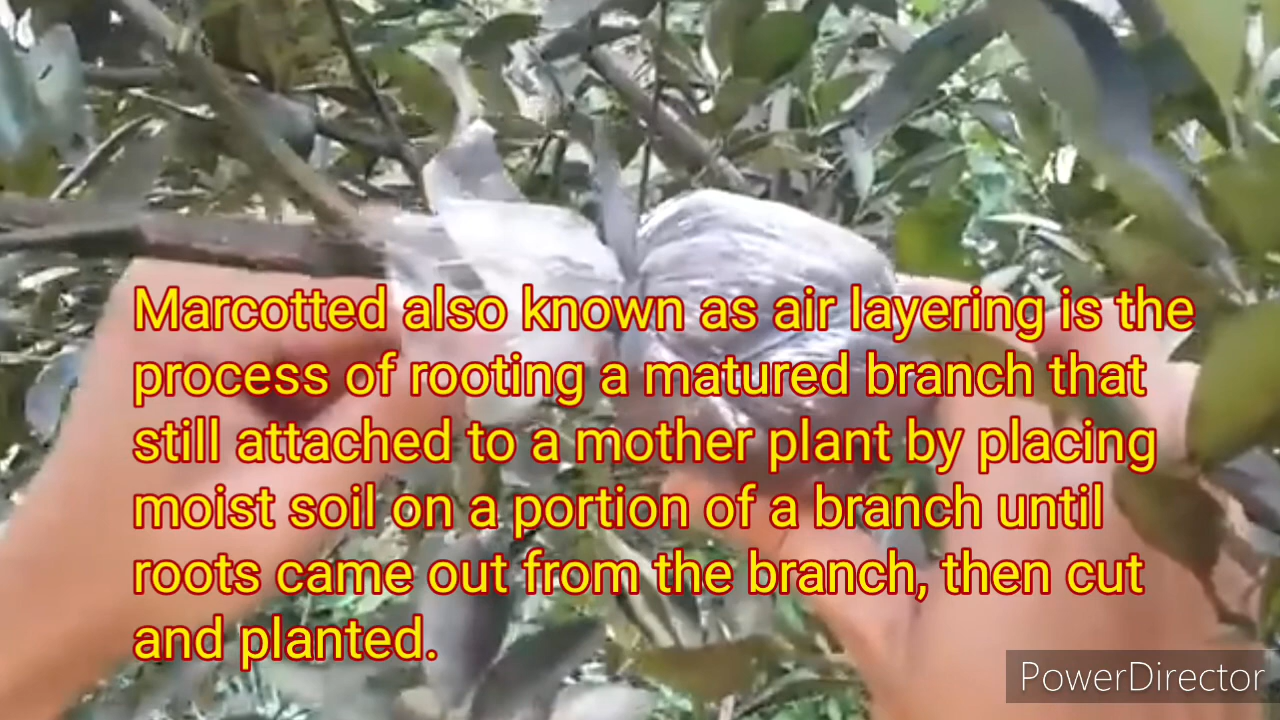 Marcotted also known as air layering is the
process of rooting a matured branch that
still attached to a mother plant by placing
moist soil on a portion of a branch until
roots came out from the branch, then cut
and planted.
PowerDirector